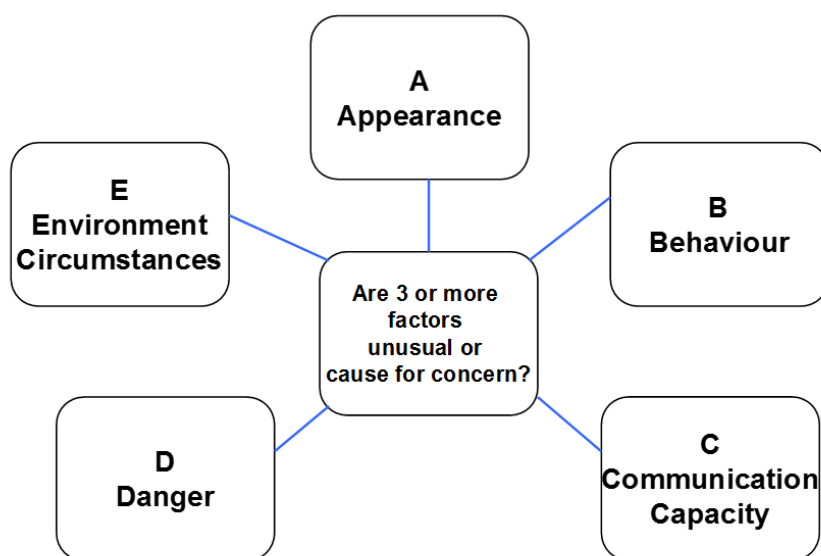 A
Appearance
B
Behaviour
C
Communication
Capacity
D
Danger
E
Environment
Circumstances
Are 3 or more
factors
unusual or
cause for concern?